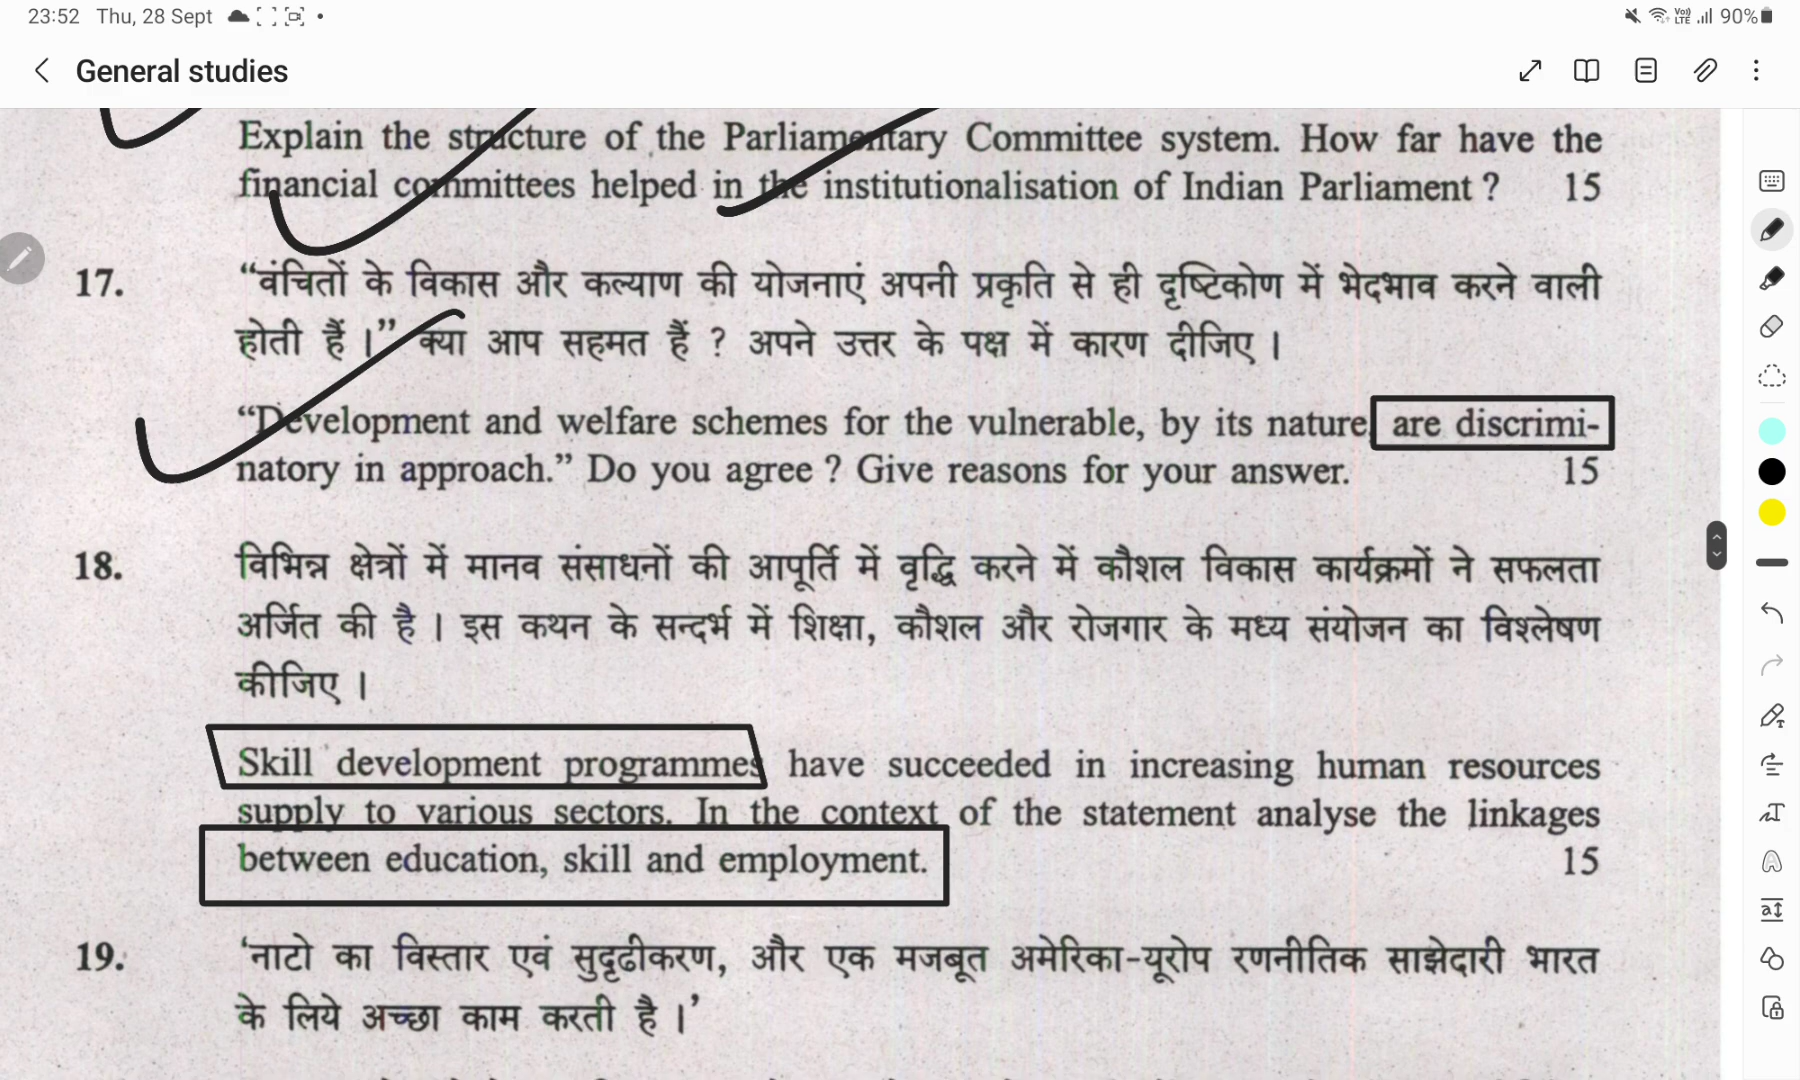 23:52 Thu, 28 Sept
Vo)) LTE 90%
General studies
Explain the structure of the Parliamentary Committee system. How far have the
financial committees helped in the institutionalisation of Indian Parliament ? 15
17. “वंचितों के विकास और कल्याण की योजनाएं अपनी प्रकृति से ही दृष्टिकोण में भेदभाव करने वाली
होती हैं ।” क्या आप सहमत हैं ? अपने उत्तर के पक्ष में कारण दीजिए ।
“Development and welfare schemes for the vulnerable, by its nature, are discrimi-
natory in approach.” Do you agree ? Give reasons for your answer. 15
18. विभिन्न क्षेत्रों में मानव संसाधनों की आपूर्ति में वृद्धि करने में कौशल विकास कार्यक्रमों ने सफलता
अर्जित की है । इस कथन के सन्दर्भ में शिक्षा, कौशल और रोजगार के मध्य संयोजन का विश्लेषण
कीजिए ।
Skill development programmes have succeeded in increasing human resources
supply to various sectors. In the context of the statement analyse the linkages
between education, skill and employment. 15
19. ‘नाटो का विस्तार एवं सुदृढीकरण, और एक मजबूत अमेरिका-यूरोप रणनीतिक साझेदारी भारत
के लिये अच्छा काम करती है ।’